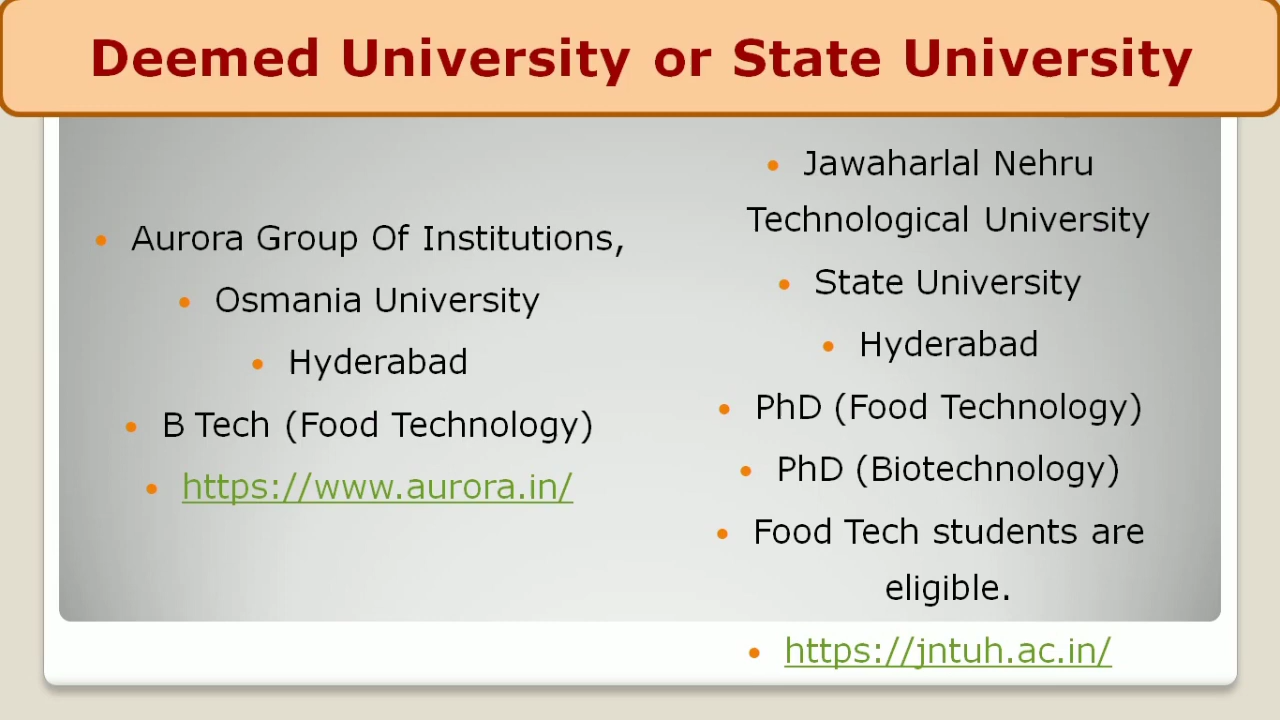 Deemed University or State University
Aurora Group Of Institutions,
Osmania University
Hyderabad
B Tech (Food Technology)
https://www.aurora.in/
Jawaharlal Nehru
Technological University
State University
Hyderabad
PhD (Food Technology)
PhD (Biotechnology)
Food Tech students are
eligible.
https://jntuh.ac.in/